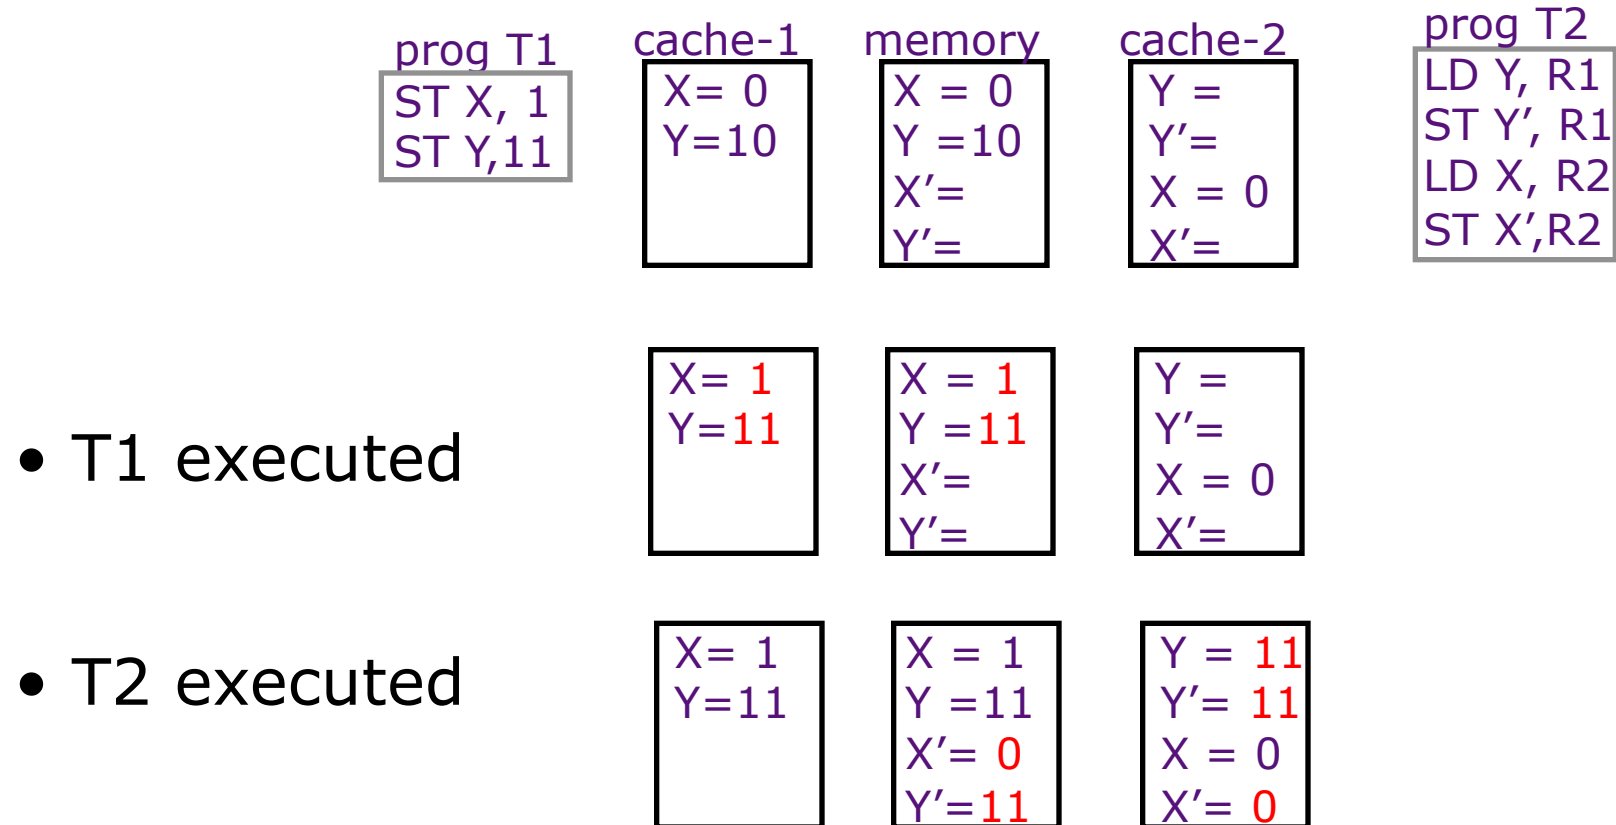 prog T1
ST X, 1
ST Y,11
cache-1
X= 0
Y=10
memory
X = 0
Y =10
X’=
Y’=
cache-2
Y =
Y’=
X = 0
X’=
prog T2
LD Y, R1
ST Y’, R1
LD X, R2
ST X’,R2
• T1 executed
X= 1
Y=11
X = 1
Y =11
X’=
Y’=
Y =
Y’=
X = 0
X’=
• T2 executed
X= 1
Y=11
X = 1
Y =11
X’= 0
Y’=11
Y = 11
Y’= 11
X = 0
X’= 0